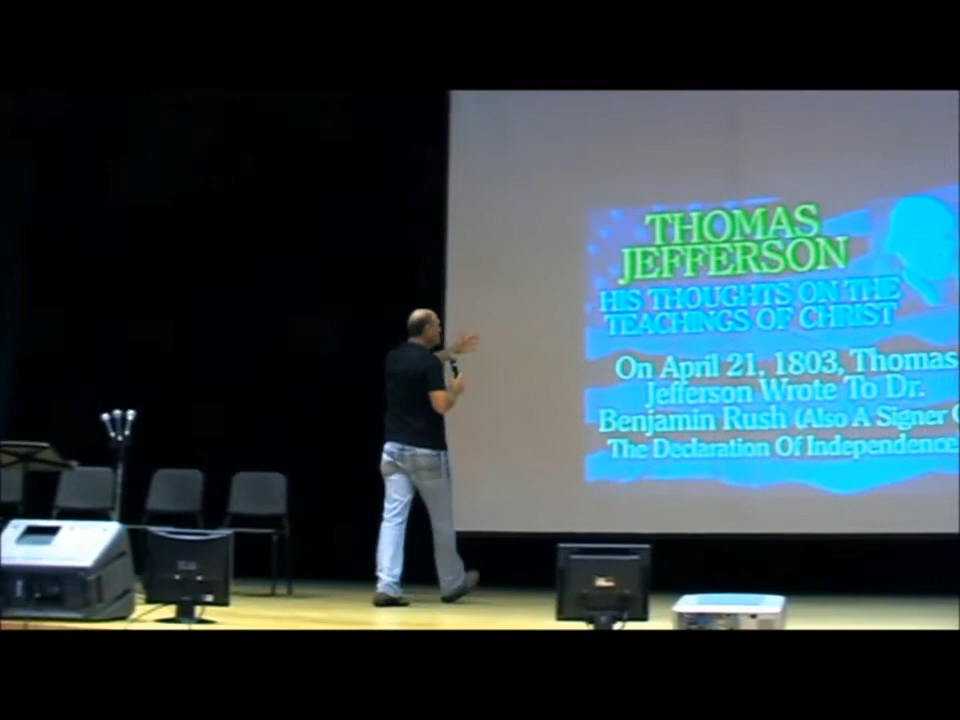 THOMAS
JEFFERSON
HIS THOUGHTS ON THE
TEACHINGS OF CHRIST
On April 21, 1803, Thomas
Jefferson Wrote To Dr.
Benjamin Rush (Also A Signer
The Declaration Of Independence